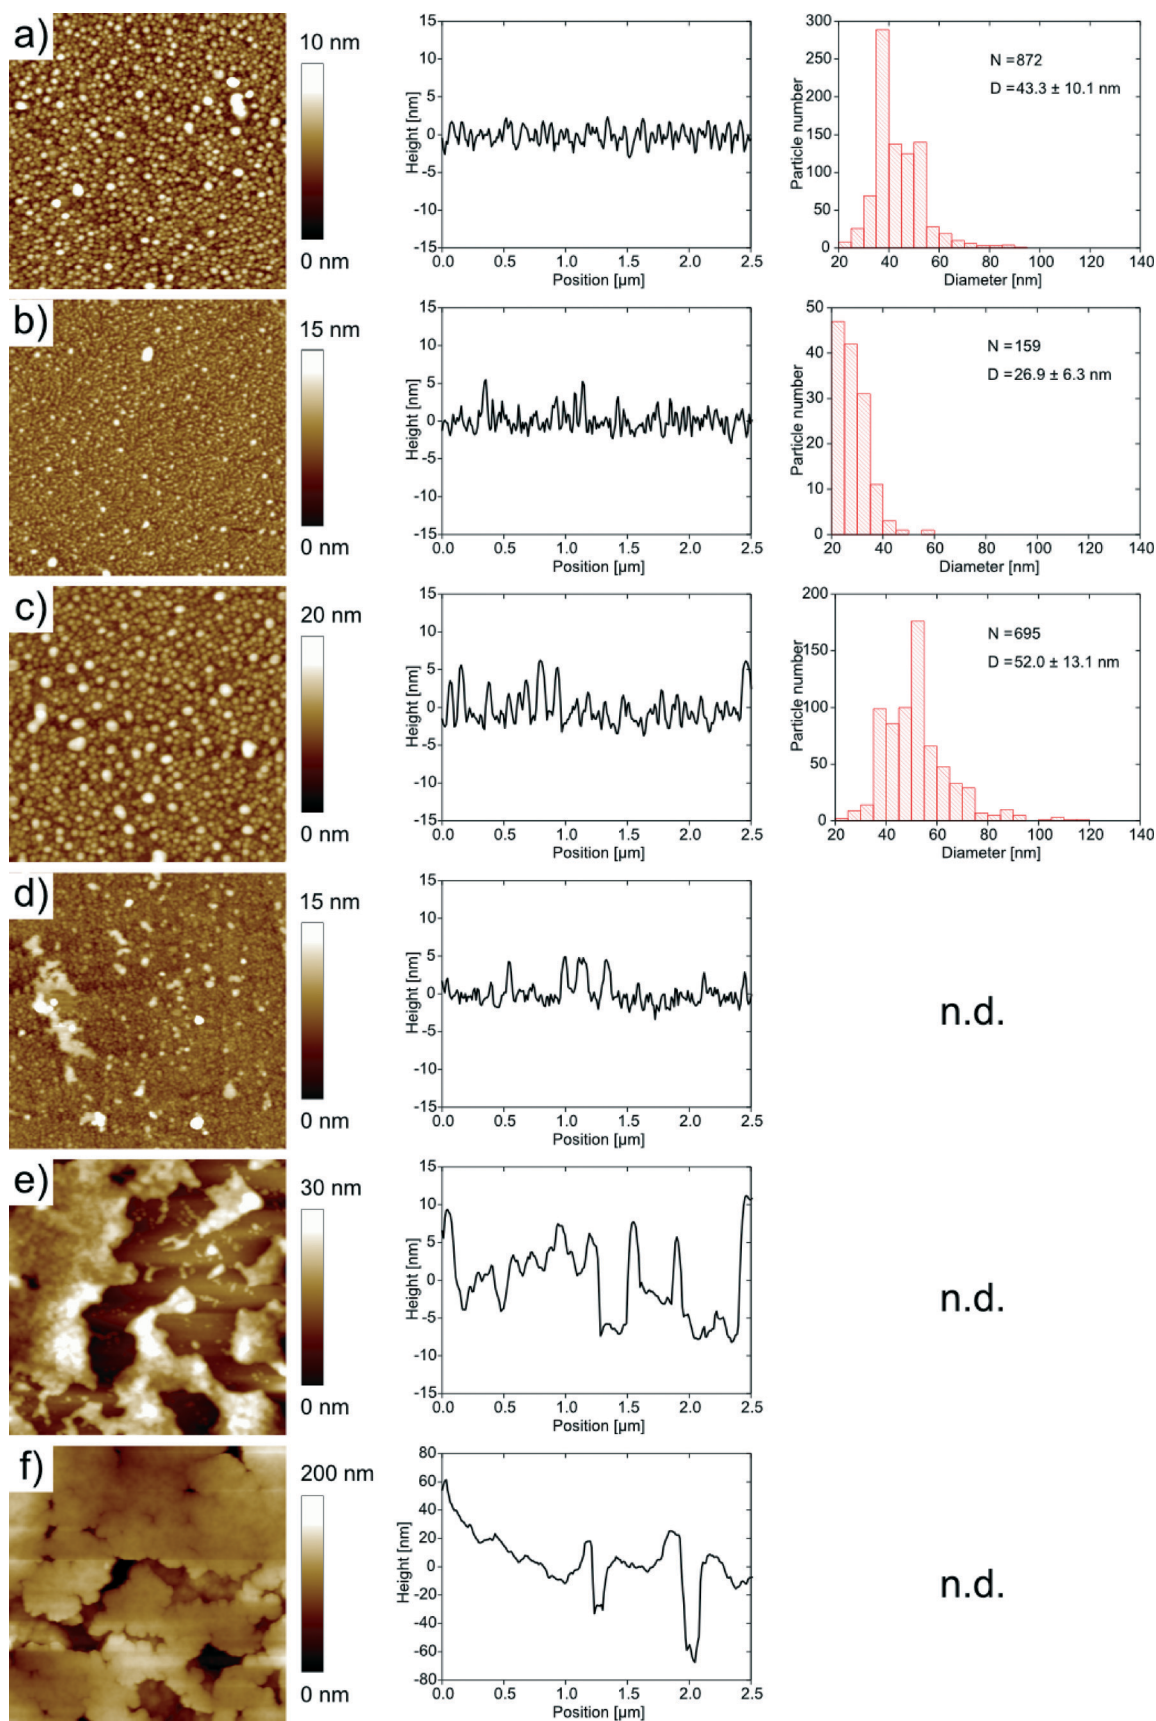 a)
10 nm
0 nm
Height [nm]
15
10
5
0
-5
-10
-15
0.0 0.5 1.0 1.5 2.0 2.5
Position [µm]
Particle number
300
250
200
150
100
50
0
N = 872
D = 43.3 ± 10.1 nm
20 40 60 80 100 120 140
Diameter [nm]
b)
15 nm
0 nm
Height [nm]
15
10
5
0
-5
-10
-15
0.0 0.5 1.0 1.5 2.0 2.5
Position [µm]
Particle number
50
40
30
20
10
0
N = 159
D = 26.9 ± 6.3 nm
20 40 60 80 100 120 140
Diameter [nm]
c)
20 nm
0 nm
Height [nm]
15
10
5
0
-5
-10
-15
0.0 0.5 1.0 1.5 2.0 2.5
Position [µm]
Particle number
200
150
100
50
0
N = 695
D = 52.0 ± 13.1 nm
20 40 60 80 100 120 140
Diameter [nm]
d)
15 nm
0 nm
Height [nm]
15
10
5
0
-5
-10
-15
0.0 0.5 1.0 1.5 2.0 2.5
Position [µm]
n.d.
e)
30 nm
0 nm
Height [nm]
15
10
5
0
-5
-10
-15
0.0 0.5 1.0 1.5 2.0 2.5
Position [µm]
n.d.
f)
200 nm
0 nm
Height [nm]
80
60
40
20
0
-20
-40
-60
-80
0.0 0.5 1.0 1.5 2.0 2.5
Position [µm]
n.d.